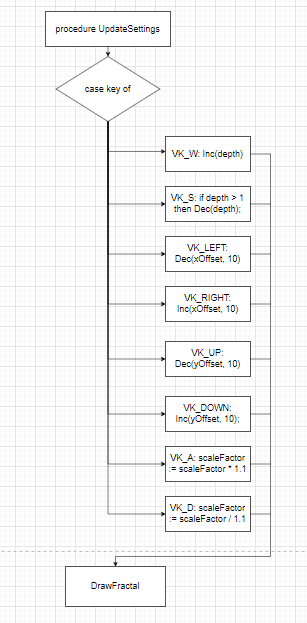 procedure UpdateSettings
case key of
VK_W: Inc(depth)
VK_S: if depth > 1
then Dec(depth);
VK_LEFT:
Dec(xOffset, 10)
VK_RIGHT:
Inc(xOffset, 10)
VK_UP:
Dec(yOffset, 10)
VK_DOWN:
Inc(yOffset, 10);
VK_A: scaleFactor
:= scaleFactor * 1.1
VK_D: scaleFactor
:= scaleFactor / 1.1
DrawFractal